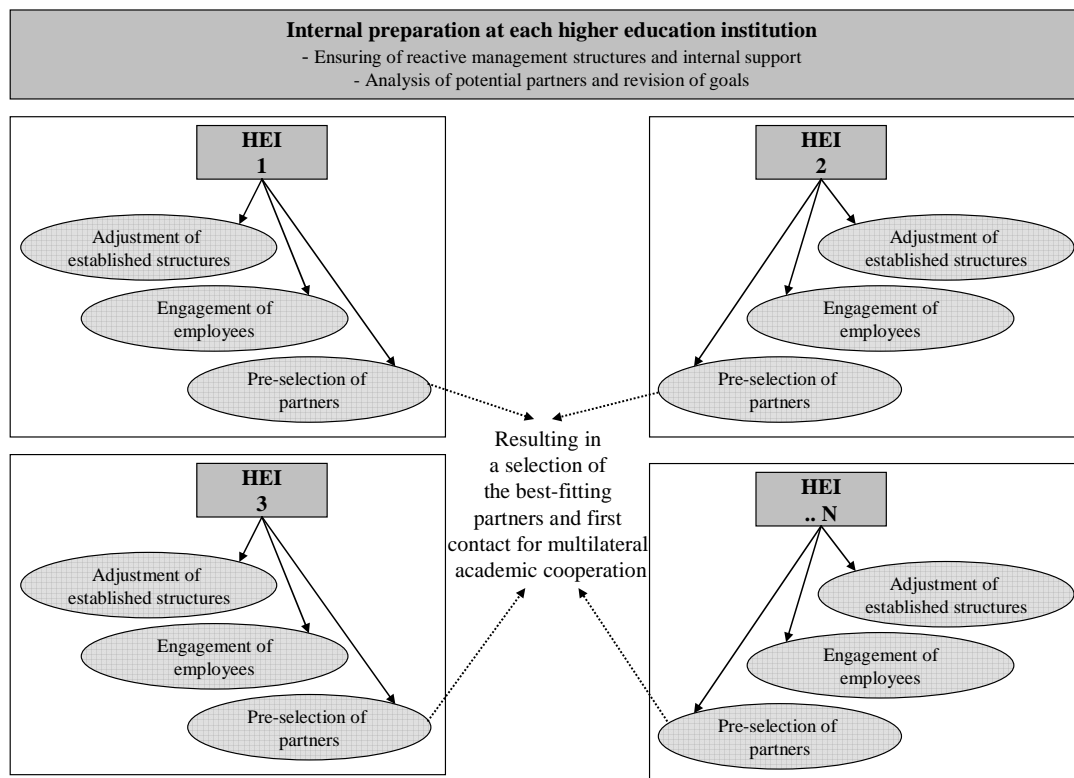 Internal preparation at each higher education institution
- Ensuring of reactive management structures and internal support
- Analysis of potential partners and revision of goals
HEI
1
Adjustment of
established structures
Engagement of
employees
Pre-selection of
partners
HEI
2
Adjustment of
established structures
Engagement of
employees
Pre-selection of
partners
Resulting in
a selection of
the best-fitting
partners and first
contact for multilateral
academic cooperation
HEI
3
Adjustment of
established structures
Engagement of
employees
Pre-selection of
partners
HEI
.. N
Adjustment of
established structures
Engagement of
employees
Pre-selection of
partners